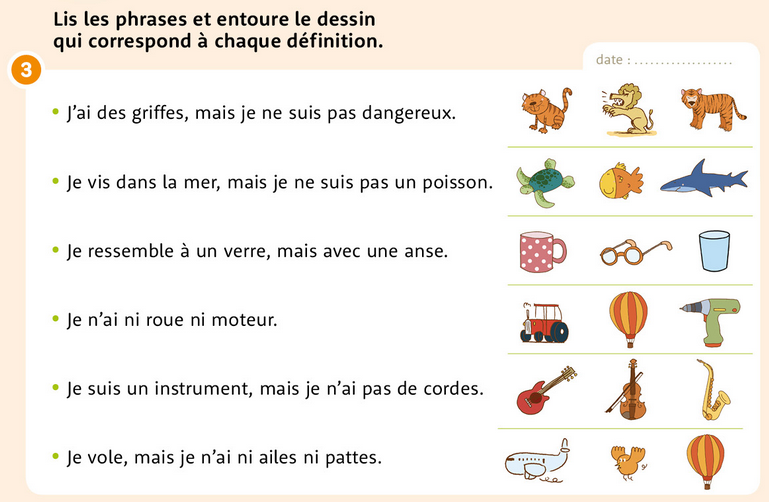 Lis les phrases et entoure le dessin
qui correspond à chaque définition.
date : ...................
3
• J'ai des griffes, mais je ne suis pas dangereux.
• Je vis dans la mer, mais je ne suis pas un poisson.
• Je ressemble à un verre, mais avec une anse.
• Je n'ai ni roue ni moteur.
• Je suis un instrument, mais je n'ai pas de cordes.
• Je vole, mais je n'ai ni ailes ni pattes.